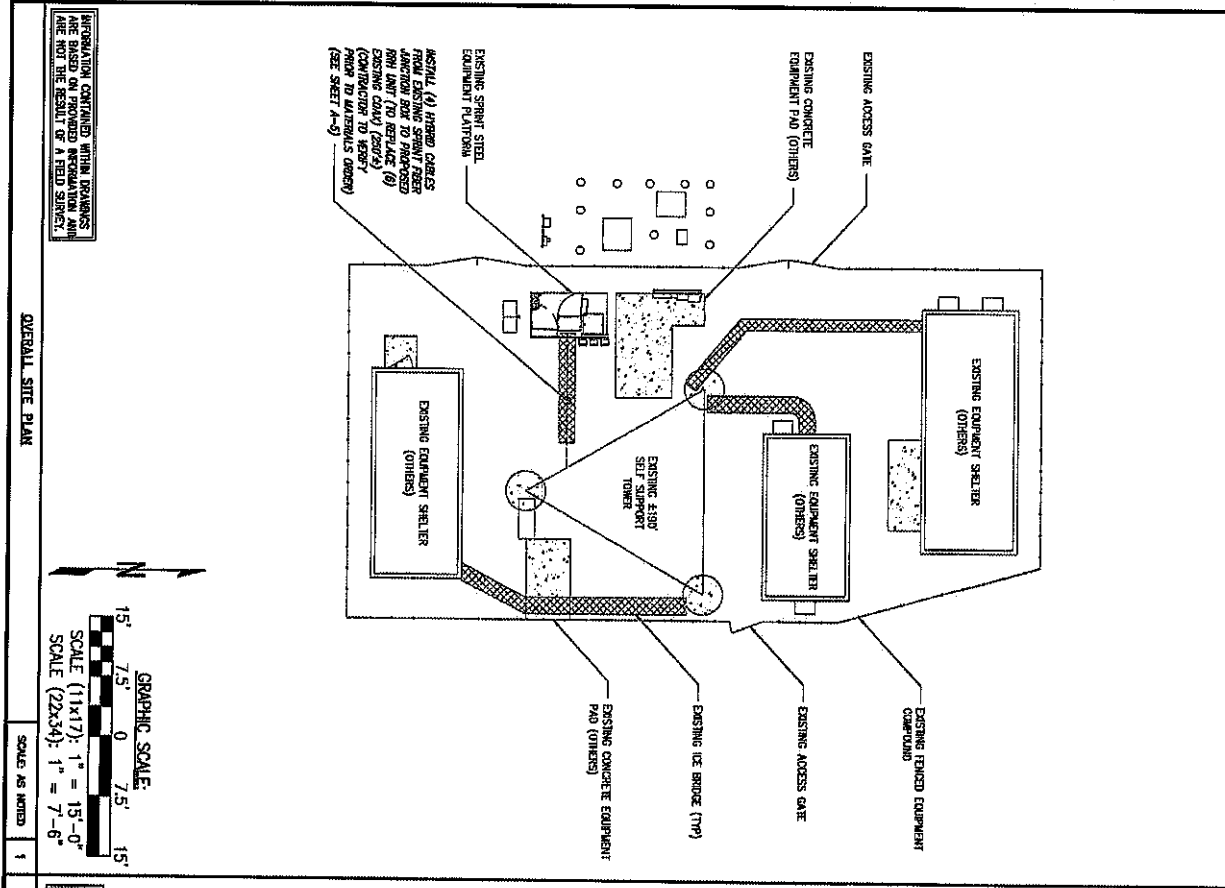 EXISTING ACCESS GATE
EXISTING CONCRETE
EQUIPMENT PAD (OTHERS)
EXISTING SPRINT STEEL
EQUIPMENT PLATFORM
INSTALL (4) HYBRID CABLES
FROM EXISTING SPRINT FIBER
JUNCTION BOX TO PROPOSED
RRH UNIT (TO REPLACE (6)
EXISTING COAX) (250'±)
(CONTRACTOR TO VERIFY
PRIOR TO MATERIALS ORDER)
(SEE SHEET A-5)
EXISTING EQUIPMENT SHELTER
(OTHERS)
EXISTING EQUIPMENT SHELTER
(OTHERS)
EXISTING ±190'
SELF SUPPORT
TOWER
EXISTING EQUIPMENT SHELTER
(OTHERS)
EXISTING FENCED EQUIPMENT
COMPOUND
EXISTING ACCESS GATE
EXISTING ICE BRIDGE (TYP)
EXISTING CONCRETE EQUIPMENT
PAD (OTHERS)
INFORMATION CONTAINED WITHIN DRAWINGS
ARE BASED ON PROVIDED INFORMATION AND
ARE NOT THE RESULT OF A FIELD SURVEY.
N
GRAPHIC SCALE:
15' 7.5' 0 7.5' 15'
SCALE (11x17): 1" = 15'-0"
SCALE (22x34): 1" = 7'-6"
OVERALL SITE PLAN
SCALE: AS NOTED
1